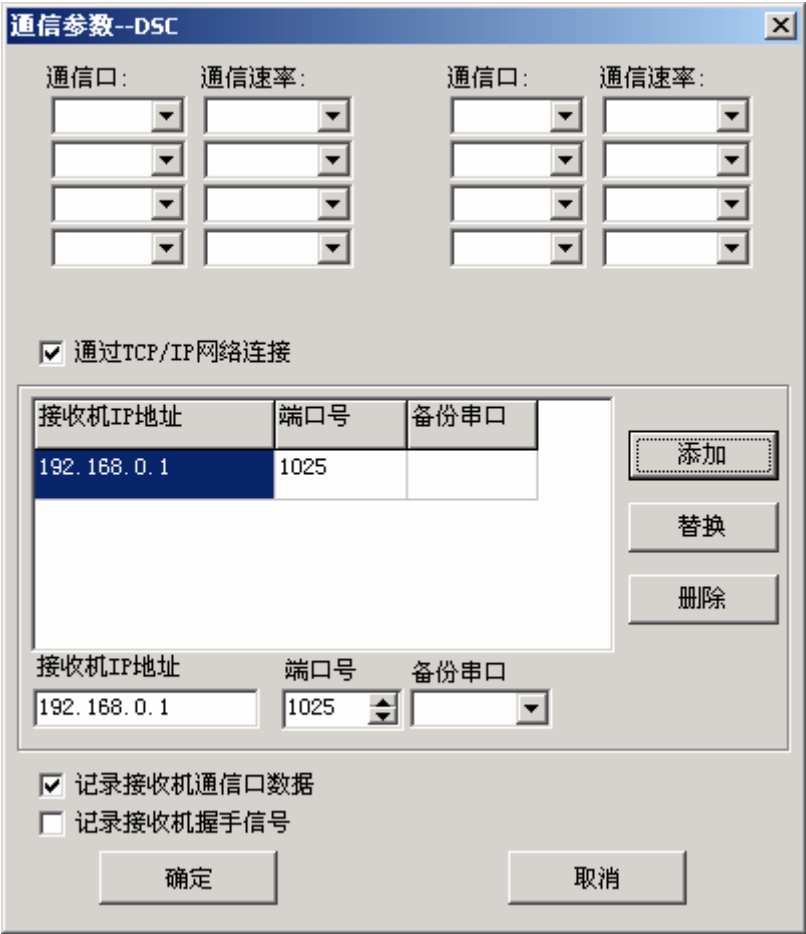 通信参数--DSC
通信口: 通信速率: 通信口: 通信速率:
通过TCP/IP网络连接
接收机IP地址 端口号 备份串口
192.168.0.1 1025
添加
替换
删除
接收机IP地址 端口号 备份串口
192.168.0.1 1025
记录接收机通信口数据
记录接收机握手信号
确定 取消